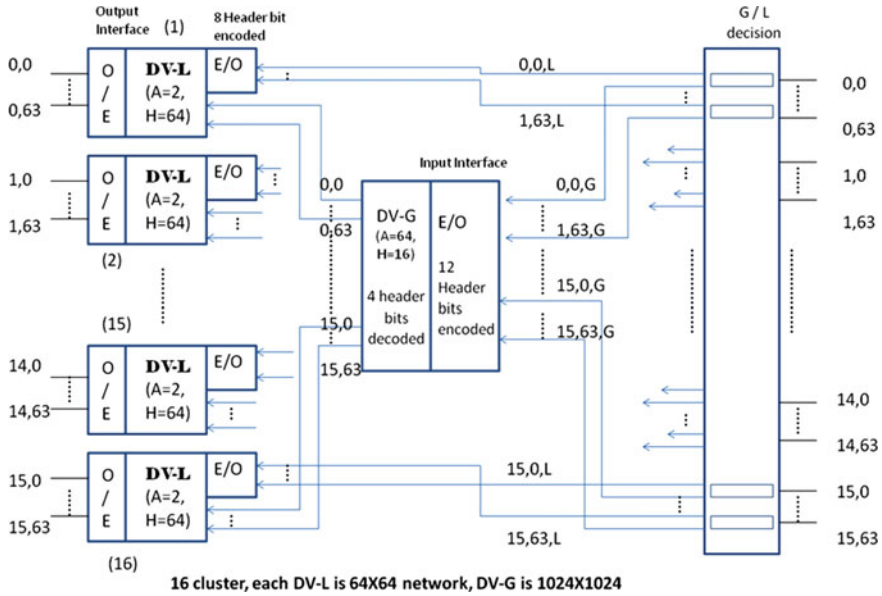 Output
Interface
(1)
8 Header bit
encoded
G / L
decision
0,0
0,63
O
/
E
DV-L
(A=2,
H=64)
E/O
0,0,L
1,63,L
0,0
0,63
1,0
1,63
O
/
E
DV-L
(A=2,
H=64)
E/O
(2)
Input Interface
0,0
0,63
DV-G
(A=64,
H=16)
4 header
bits
decoded
E/O
12
Header
bits
encoded
0,0,G
1,63,G
15,0,G
15,63,G
15,0
15,63
1,0
1,63
(15)
14,0
14,63
O
/
E
DV-L
(A=2,
H=64)
E/O
14,0
14,63
15,0
15,63
O
/
E
DV-L
(A=2,
H=64)
E/O
(16)
15,0,L
15,63,L
15,0
15,63
16 cluster, each DV-L is 64X64 network, DV-G is 1024X1024